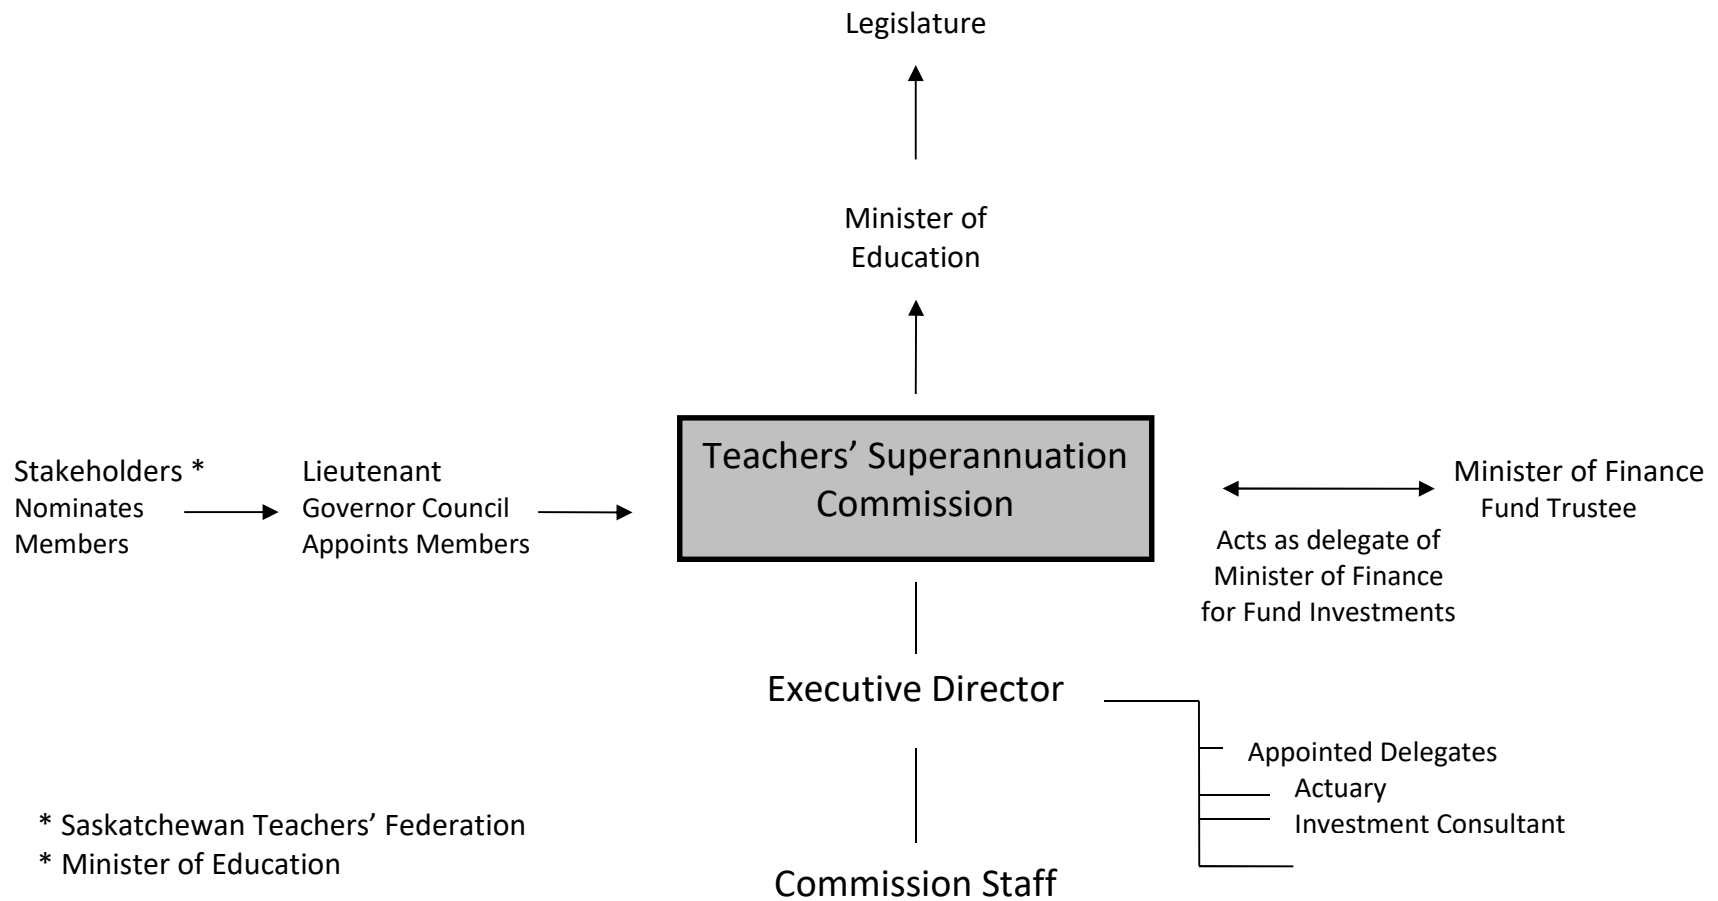 Legislature
Minister of
Education
Teachers’ Superannuation
Commission
Stakeholders *
Nominates
Members
Lieutenant
Governor Council
Appoints Members
Minister of Finance
Fund Trustee
Acts as delegate of
Minister of Finance
for Fund Investments
Executive Director
Appointed Delegates
Actuary
Investment Consultant
* Saskatchewan Teachers’ Federation
* Minister of Education
Commission Staff